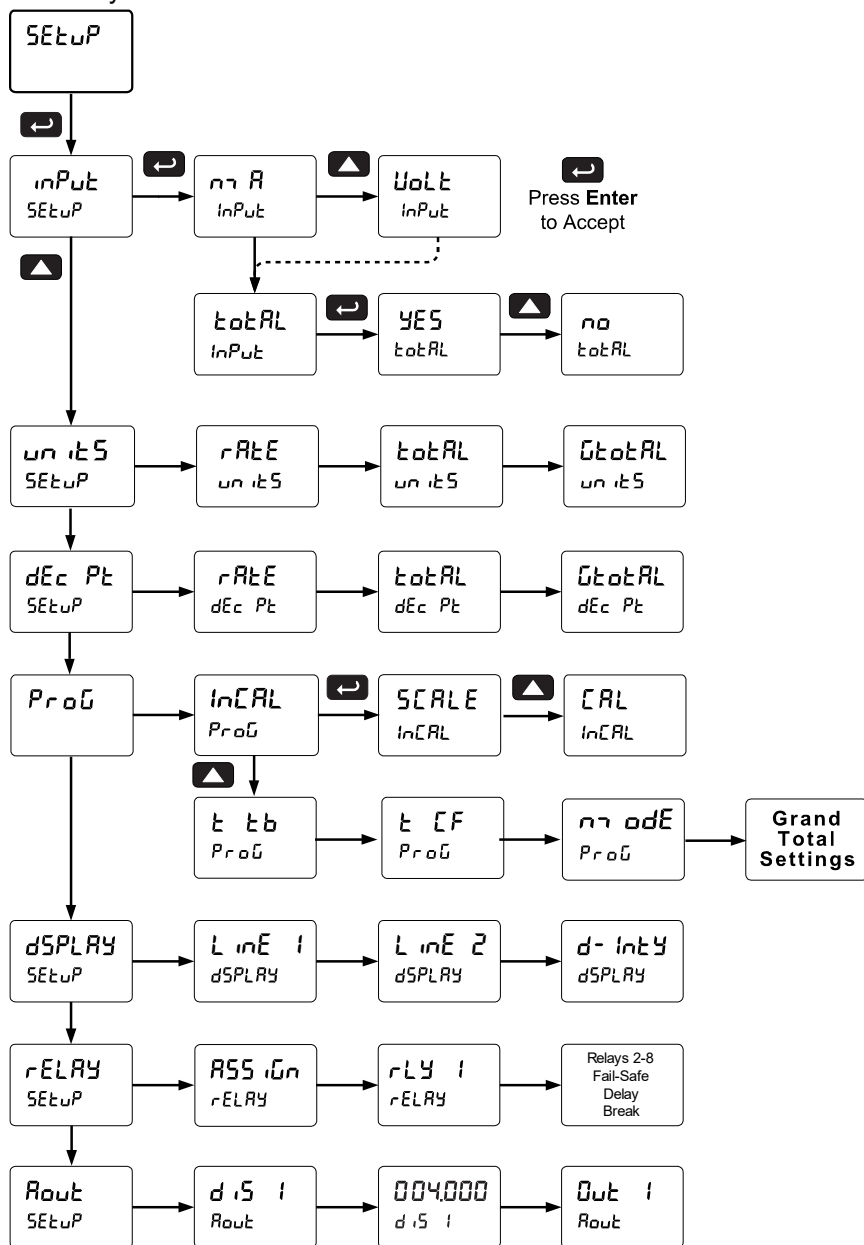 SEtuP
inPut
SEtuP
mA
InPut
VoLt
InPut
Press Enter
to Accept
totAL
InPut
YES
totAL
no
totAL
unitS
SEtuP
rAtE
unitS
totAL
unitS
GtotAL
unitS
dEc Pt
SEtuP
rAtE
dEc Pt
totAL
dEc Pt
GtotAL
dEc Pt
ProG
InCAL
ProG
SCALE
InCAL
CAL
InCAL
t tb
ProG
t CF
ProG
modE
ProG
Grand
Total
Settings
dSPLAY
SEtuP
LinE 1
dSPLAY
LinE 2
dSPLAY
d-IntY
dSPLAY
rELAY
SEtuP
ASSiGn
rELAY
rLY 1
rELAY
Relays 2-8
Fail-Safe
Delay
Break
Aout
SEtuP
diS 1
Aout
004.000
diS 1
Out 1
Aout